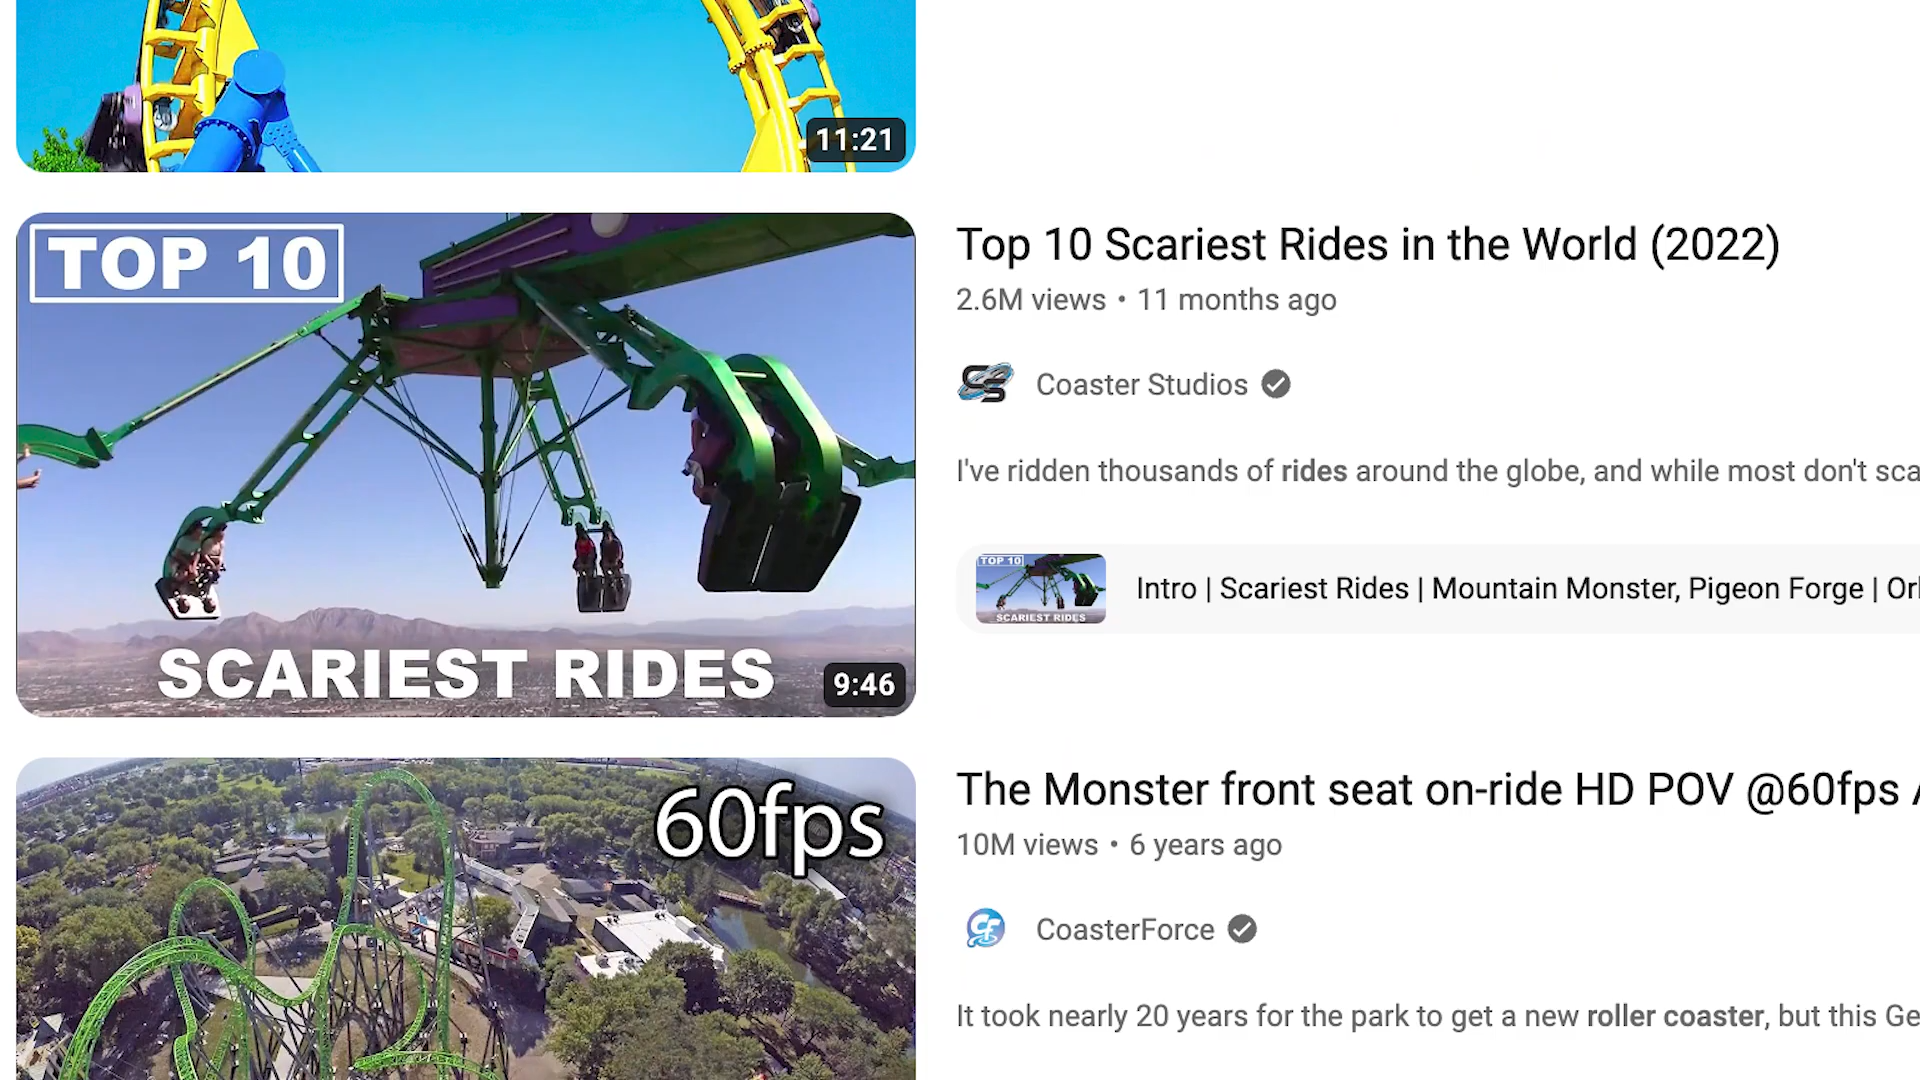 11:21
TOP 10
SCARIEST RIDES
9:46
Top 10 Scariest Rides in the World (2022)
2.6M views • 11 months ago
CS
Coaster Studios
I've ridden thousands of rides around the globe, and while most don't sca
TOP 10
SCARIEST RIDES
Intro | Scariest Rides | Mountain Monster, Pigeon Forge | Orl
60fps
The Monster front seat on-ride HD POV @60fps A
10M views • 6 years ago
CF
CoasterForce
It took nearly 20 years for the park to get a new roller coaster, but this Ge